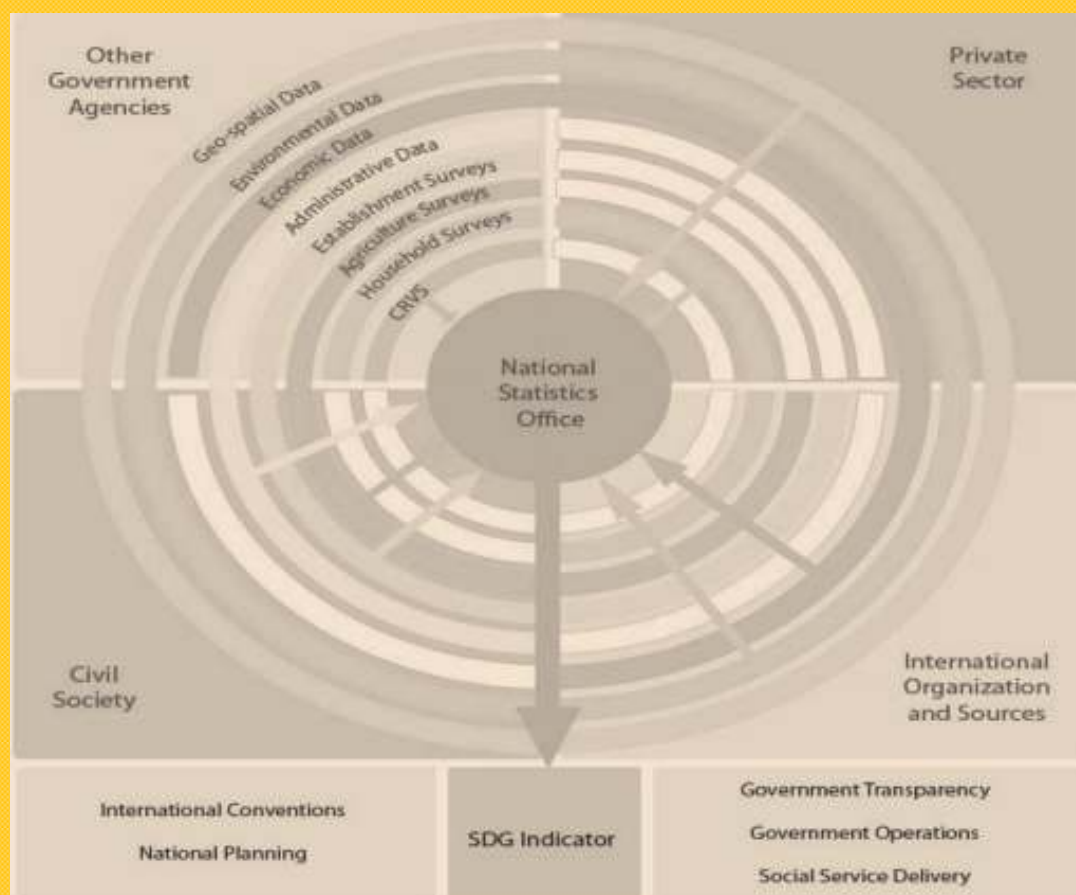 Other
Government
Agencies
Private
Sector
Geo-spatial Data
Environmental Data
Economic Data
Administrative Data
Establishment Surveys
Agriculture Surveys
Household Surveys
CRVS
National
Statistics
Office
Civil
Society
International
Organization
and Sources
International Conventions
National Planning
SDG Indicator
Government Transparency
Government Operations
Social Service Delivery